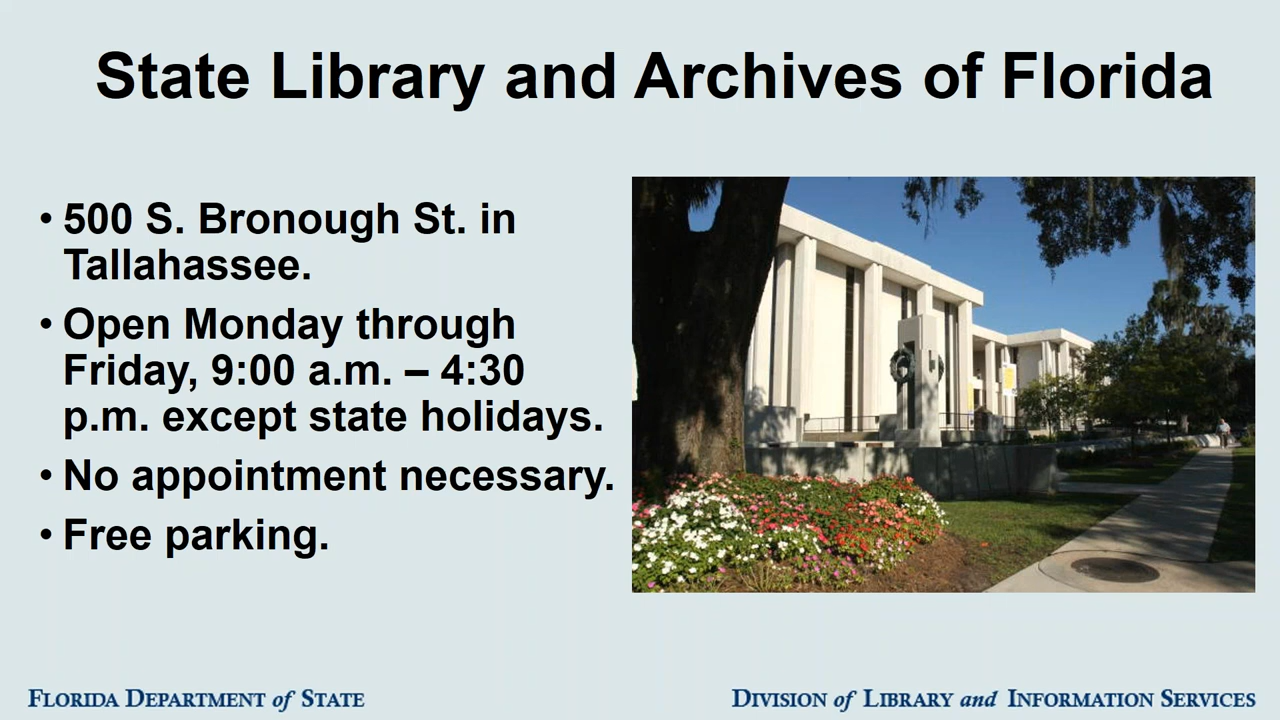 State Library and Archives of Florida
• 500 S. Bronough St. in
Tallahassee.
• Open Monday through
Friday, 9:00 a.m. – 4:30
p.m. except state holidays.
• No appointment necessary.
• Free parking.
Florida Department of State
Division of Library and Information Services